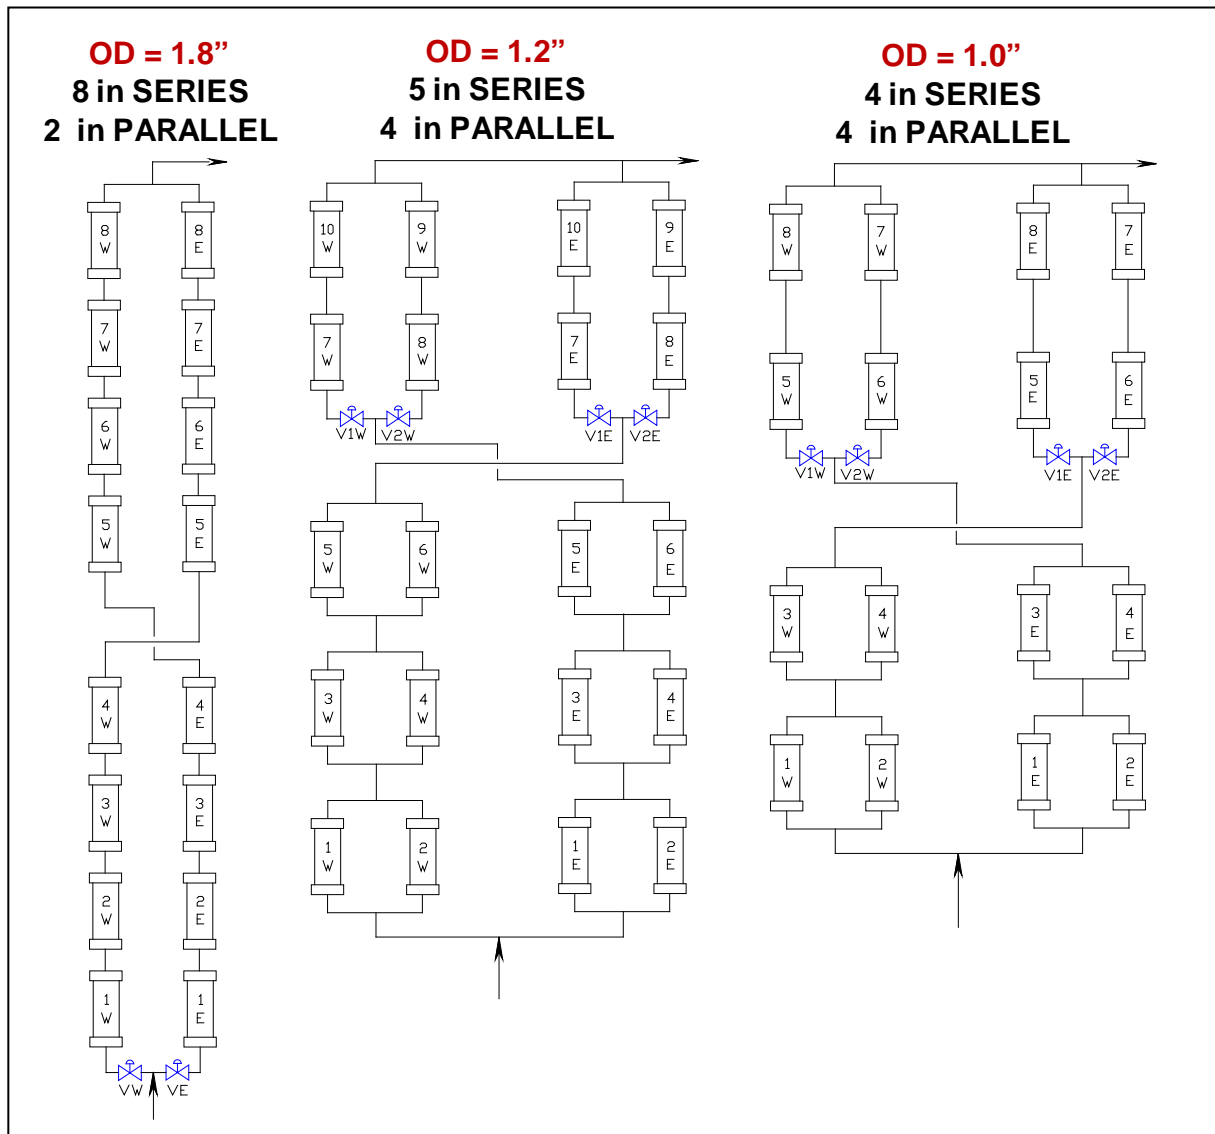 OD = 1.8”
8 in SERIES
2 in PARALLEL
8 W
8 E
7 W
7 E
6 W
6 E
5 W
5 E
4 W
4 E
3 W
3 E
2 W
2 E
1 W
1 E
VW
VE
OD = 1.2”
5 in SERIES
4 in PARALLEL
10 W
9 W
10 E
9 E
7 W
8 W
7 E
8 E
V1W
V2W
V1E
V2E
5 W
6 W
5 E
6 E
3 W
4 W
3 E
4 E
1 W
2 W
1 E
2 E
OD = 1.0”
4 in SERIES
4 in PARALLEL
8 W
7 W
8 E
7 E
5 W
6 W
5 E
6 E
V1W
V2W
V1E
V2E
3 W
4 W
3 E
4 E
1 W
2 W
1 E
2 E